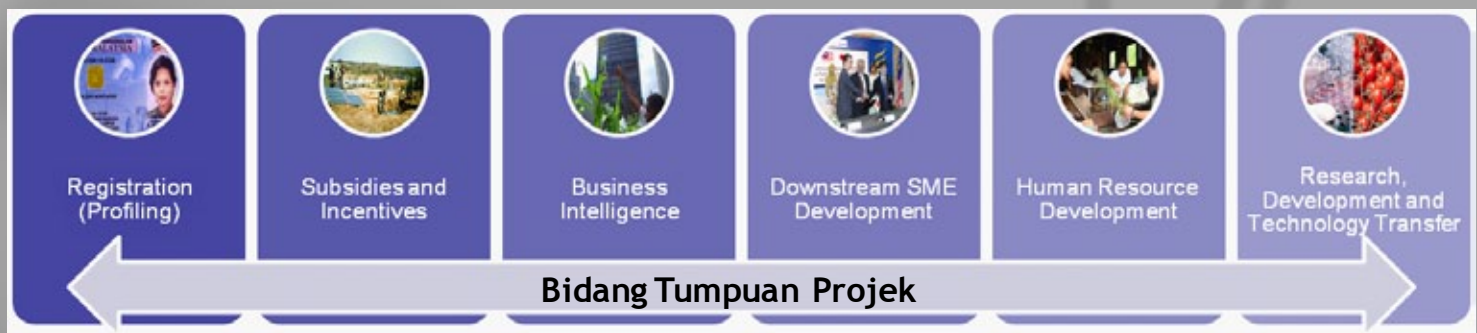 MALAYSIA
Registration
(Profiling)
Subsidies and
Incentives
Business
Intelligence
Downstream SME
Development
Human Resource
Development
Research,
Development and
Technology Transfer
Bidang Tumpuan Projek